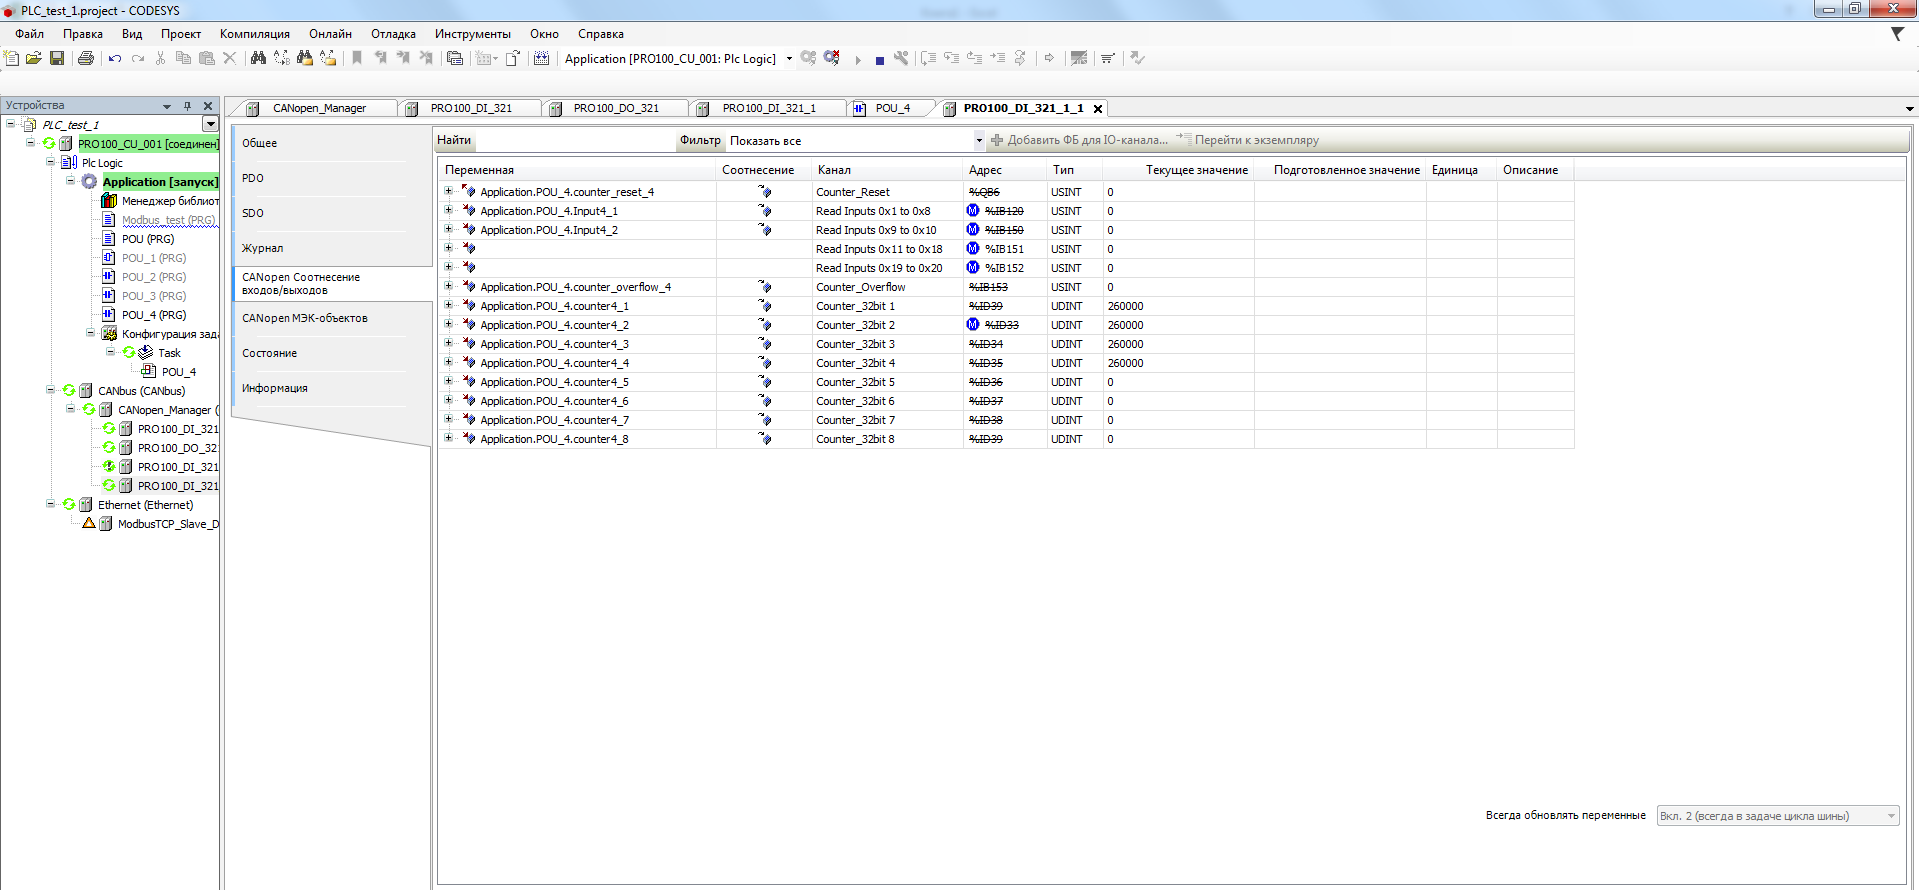 PLC_test_1.project - CODESYS
Файл Правка Вид Проект Компиляция Онлайн Отладка Инструменты Окно Справка
Application [PRO100_CU_001: Plc Logic]
Устройства
PLC_test_1
PRO100_CU_001 [соединен]
Plc Logic
Application [запуск]
Менеджер библиот
Modbus_test (PRG)
POU (PRG)
POU_1 (PRG)
POU_2 (PRG)
POU_3 (PRG)
POU_4 (PRG)
Конфигурация зада
Task
POU_4
CANbus (CANbus)
CANopen_Manager (
PRO100_DI_321
PRO100_DO_321
PRO100_DI_321
PRO100_DI_321
Ethernet (Ethernet)
ModbusTCP_Slave_D
CANopen_Manager PRO100_DI_321 PRO100_DO_321 PRO100_DI_321_1 POU_4 PRO100_DI_321_1_1
Общее
PDO
SDO
Журнал
CANopen Соотнесение
входов/выходов
CANopen МЭК-объектов
Состояние
Информация
Найти Фильтр Показать все Добавить ФБ для IO-канала... Перейти к экземпляру
Переменная Соотнесение Канал Адрес Тип Текущее значение Подготовленное значение Единица Описание
Application.POU_4.counter_reset_4 Counter_Reset %QB6 USINT 0
Application.POU_4.Input4_1 Read Inputs 0x1 to 0x8 M %IB120 USINT 0
Application.POU_4.Input4_2 Read Inputs 0x9 to 0x10 M %IB150 USINT 0
Read Inputs 0x11 to 0x18 M %IB151 USINT 0
Read Inputs 0x19 to 0x20 M %IB152 USINT 0
Application.POU_4.counter_overflow_4 Counter_Overflow %IB153 USINT 0
Application.POU_4.counter4_1 Counter_32bit 1 %ID39 UDINT 260000
Application.POU_4.counter4_2 Counter_32bit 2 M %ID33 UDINT 260000
Application.POU_4.counter4_3 Counter_32bit 3 %ID34 UDINT 260000
Application.POU_4.counter4_4 Counter_32bit 4 %ID35 UDINT 260000
Application.POU_4.counter4_5 Counter_32bit 5 %ID36 UDINT 0
Application.POU_4.counter4_6 Counter_32bit 6 %ID37 UDINT 0
Application.POU_4.counter4_7 Counter_32bit 7 %ID38 UDINT 0
Application.POU_4.counter4_8 Counter_32bit 8 %ID39 UDINT 0
Всегда обновлять переменные Вкл. 2 (всегда в задаче цикла шины)